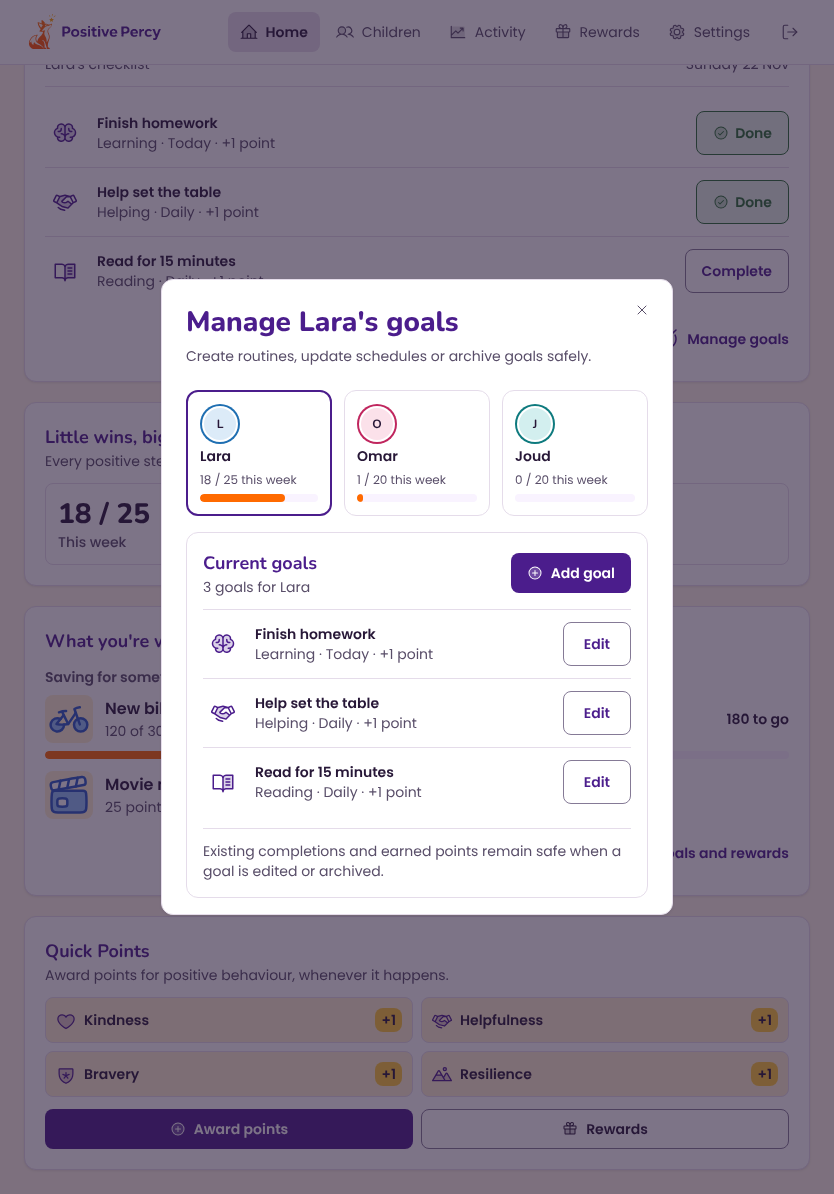 Positive Percy
Home
Children
Activity
Rewards
Settings
Lara's checklist
Sunday 22 Nov
Finish homework
Learning · Today · +1 point
Done
Help set the table
Helping · Daily · +1 point
Done
Read for 15 minutes
Reading · Daily · +1 point
Complete
Manage goals
Manage Lara's goals
Create routines, update schedules or archive goals safely.
L
Lara
18 / 25 this week
O
Omar
1 / 20 this week
J
Joud
0 / 20 this week
Current goals
3 goals for Lara
Add goal
Finish homework
Learning · Today · +1 point
Edit
Help set the table
Helping · Daily · +1 point
Edit
Read for 15 minutes
Reading · Daily · +1 point
Edit
Existing completions and earned points remain safe when a
goal is edited or archived.
Little wins,
Every positive
18 / 25
This week
What you're
Saving for
New
120 of
180 to go
Movie
25
and rewards
Quick Points
Award points for positive behaviour, whenever it happens.
Kindness
+1
Helpfulness
+1
Bravery
+1
Resilience
+1
Award points
Rewards